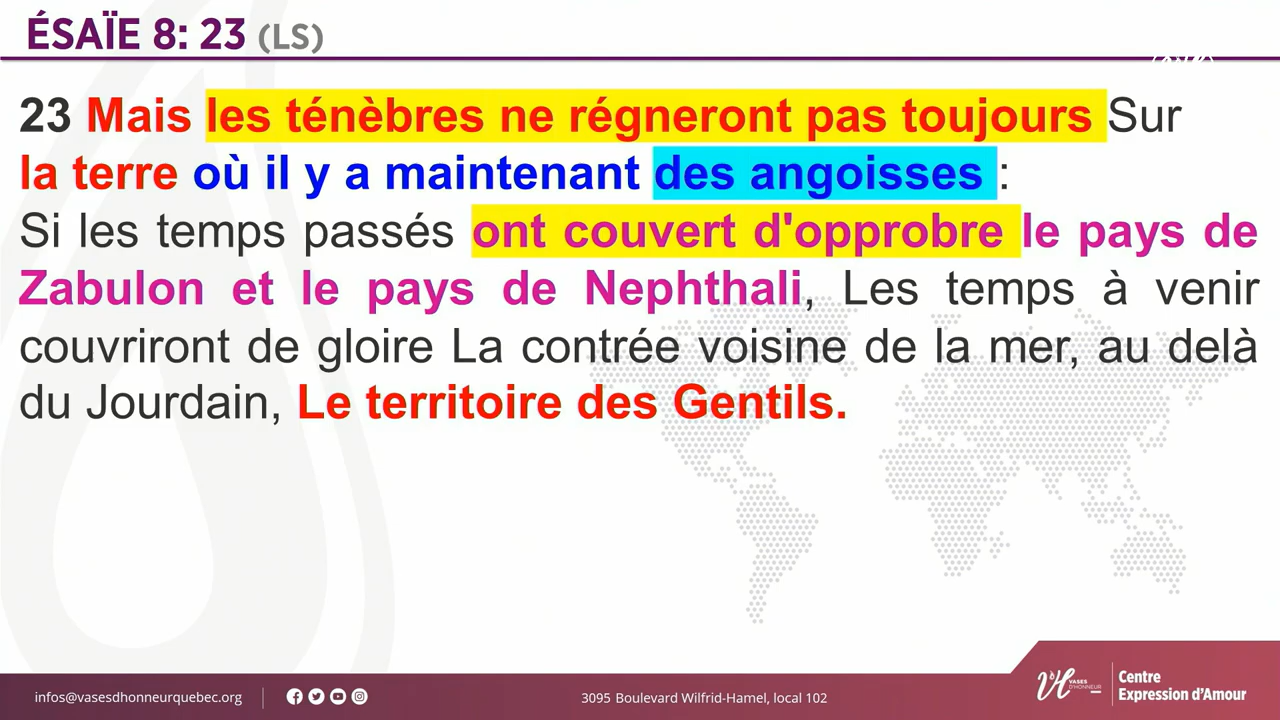 ÉSAÏE 8: 23 (LS)
23 Mais les ténèbres ne régneront pas toujours Sur
la terre où il y a maintenant des angoisses :
Si les temps passés ont couvert d'opprobre le pays de
Zabulon et le pays de Nephthali, Les temps à venir
couvriront de gloire La contrée voisine de la mer, au delà
du Jourdain, Le territoire des Gentils.
infos@vasesdhonneurquebec.org
3095 Boulevard Wilfrid-Hamel, local 102
VH VASES D'HONNEUR
Centre
Expression d'Amour